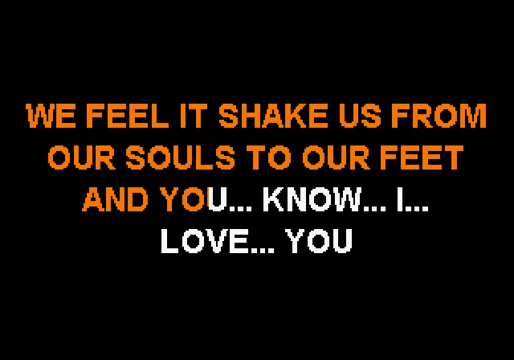 WE FEEL IT SHAKE US FROM
OUR SOULS TO OUR FEET
AND YOU... KNOW... I...
LOVE... YOU